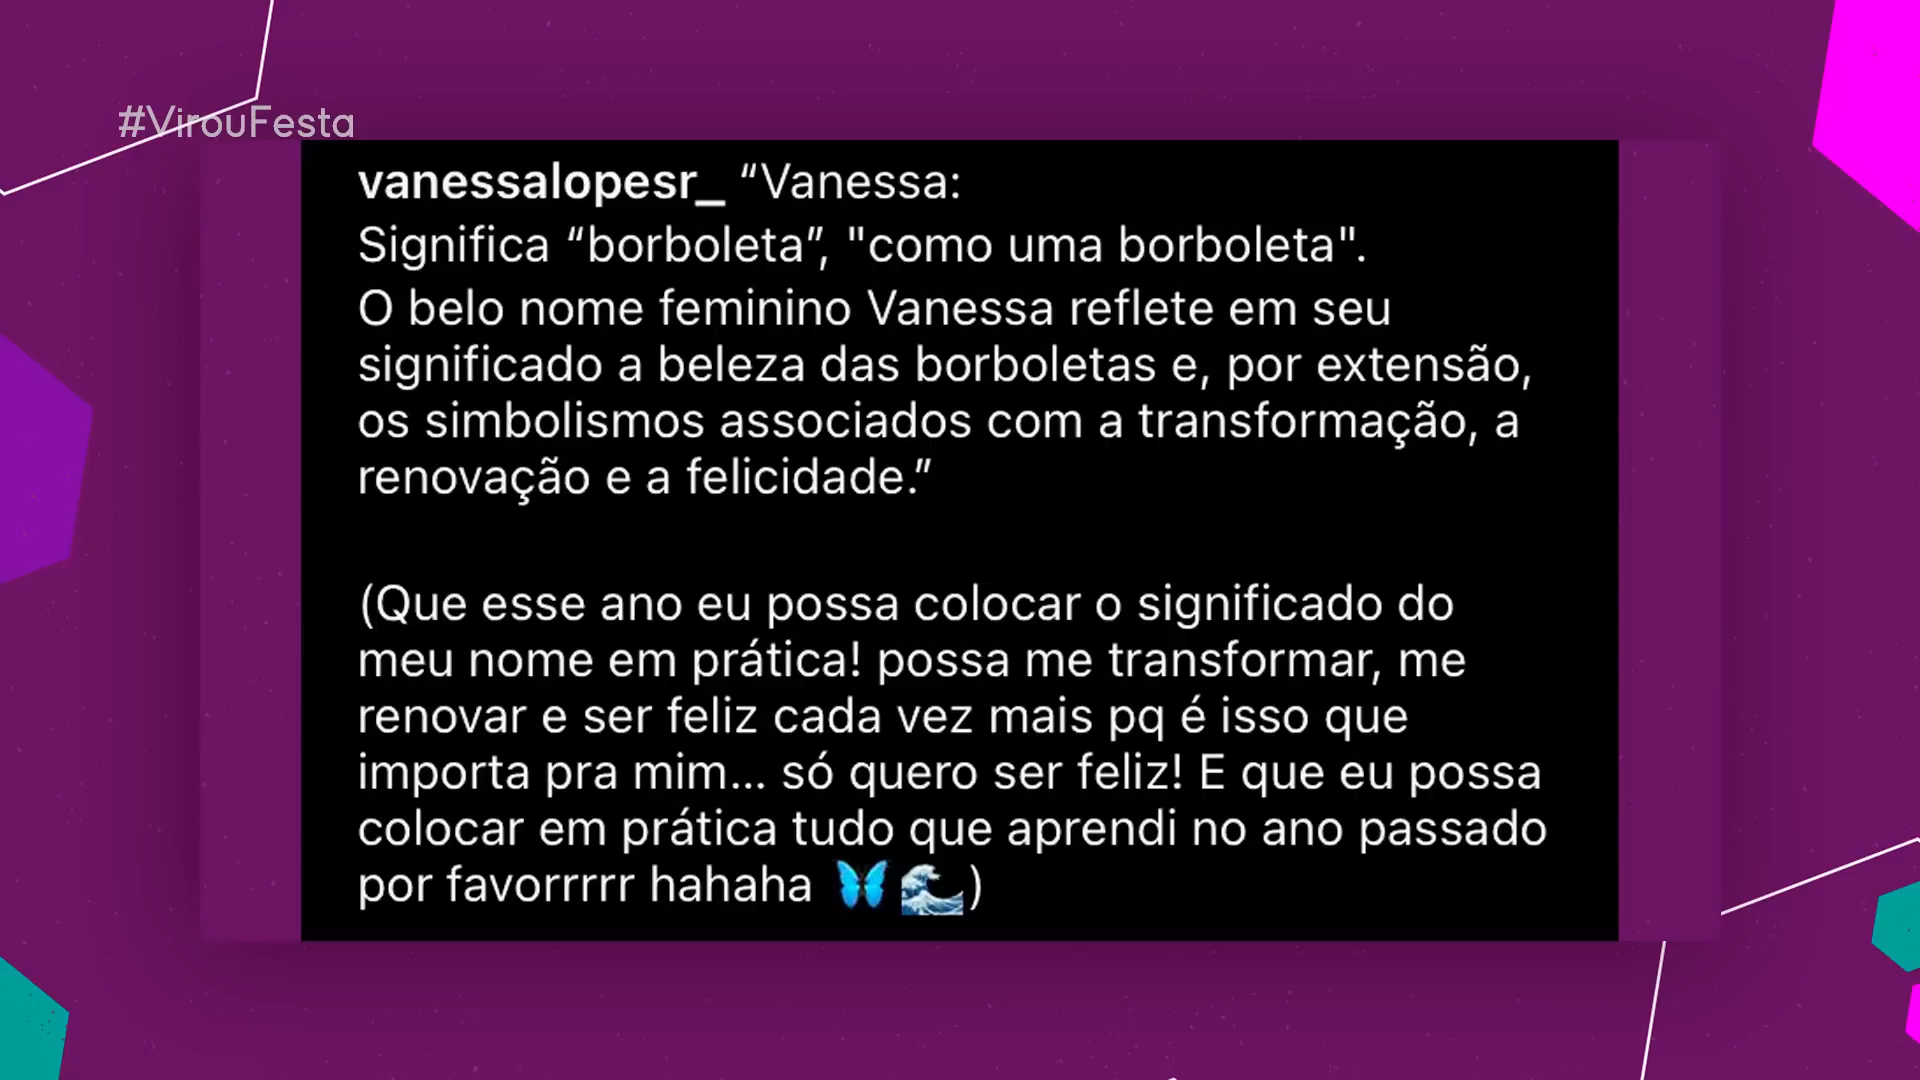 #VirouFesta
vanessalopesr_ “Vanessa:
Significa “borboleta”, "como uma borboleta".
O belo nome feminino Vanessa reflete em seu
significado a beleza das borboletas e, por extensão,
os simbolismos associados com a transformação, a
renovação e a felicidade.”
(Que esse ano eu possa colocar o significado do
meu nome em prática! possa me transformar, me
renovar e ser feliz cada vez mais pq é isso que
importa pra mim... só quero ser feliz! E que eu possa
colocar em prática tudo que aprendi no ano passado
por favorrrrr hahaha 🦋🌊)